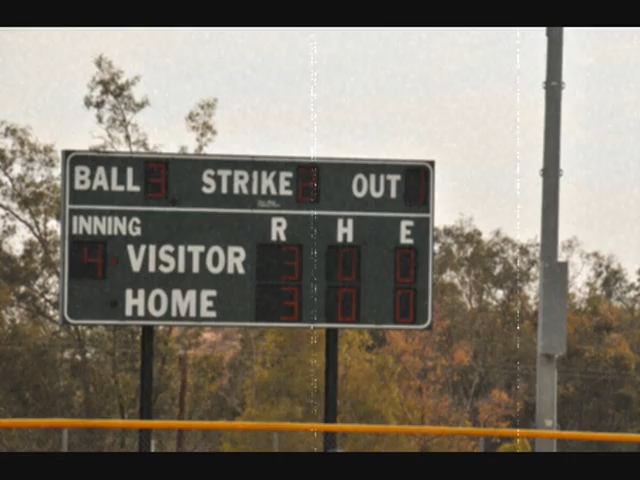 BALL 3 STRIKE 2 OUT 1
INNING R H E
4 VISITOR 3 0 0
HOME 3 0 0